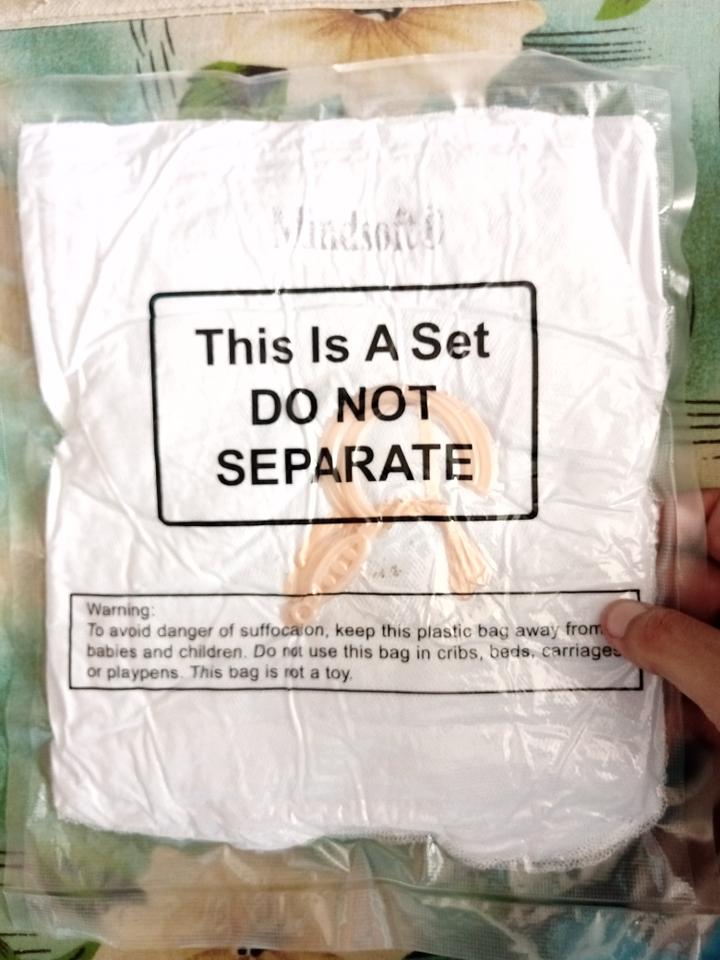 Mindsoft®
This Is A Set
DO NOT
SEPARATE
Warning:
To avoid danger of suffocaion, keep this plastic bag away from
babies and children. Do not use this bag in cribs, beds, carriages
or playpens. This bag is not a toy.